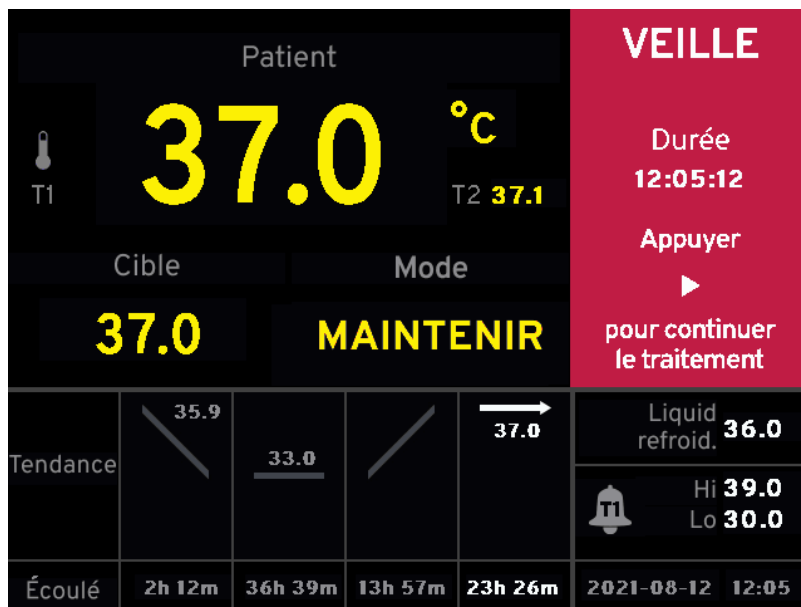 Patient
T1
37.0 °C
T2 37.1
Cible
37.0
Mode
MAINTENIR
VEILLE
Durée
12:05:12
Appuyer
pour continuer
le traitement
Tendance
35.9
33.0
37.0
Écoulé
2h 12m
36h 39m
13h 57m
23h 26m
Liquid
refroid. 36.0
T1
Hi 39.0
Lo 30.0
2021-08-12 12:05